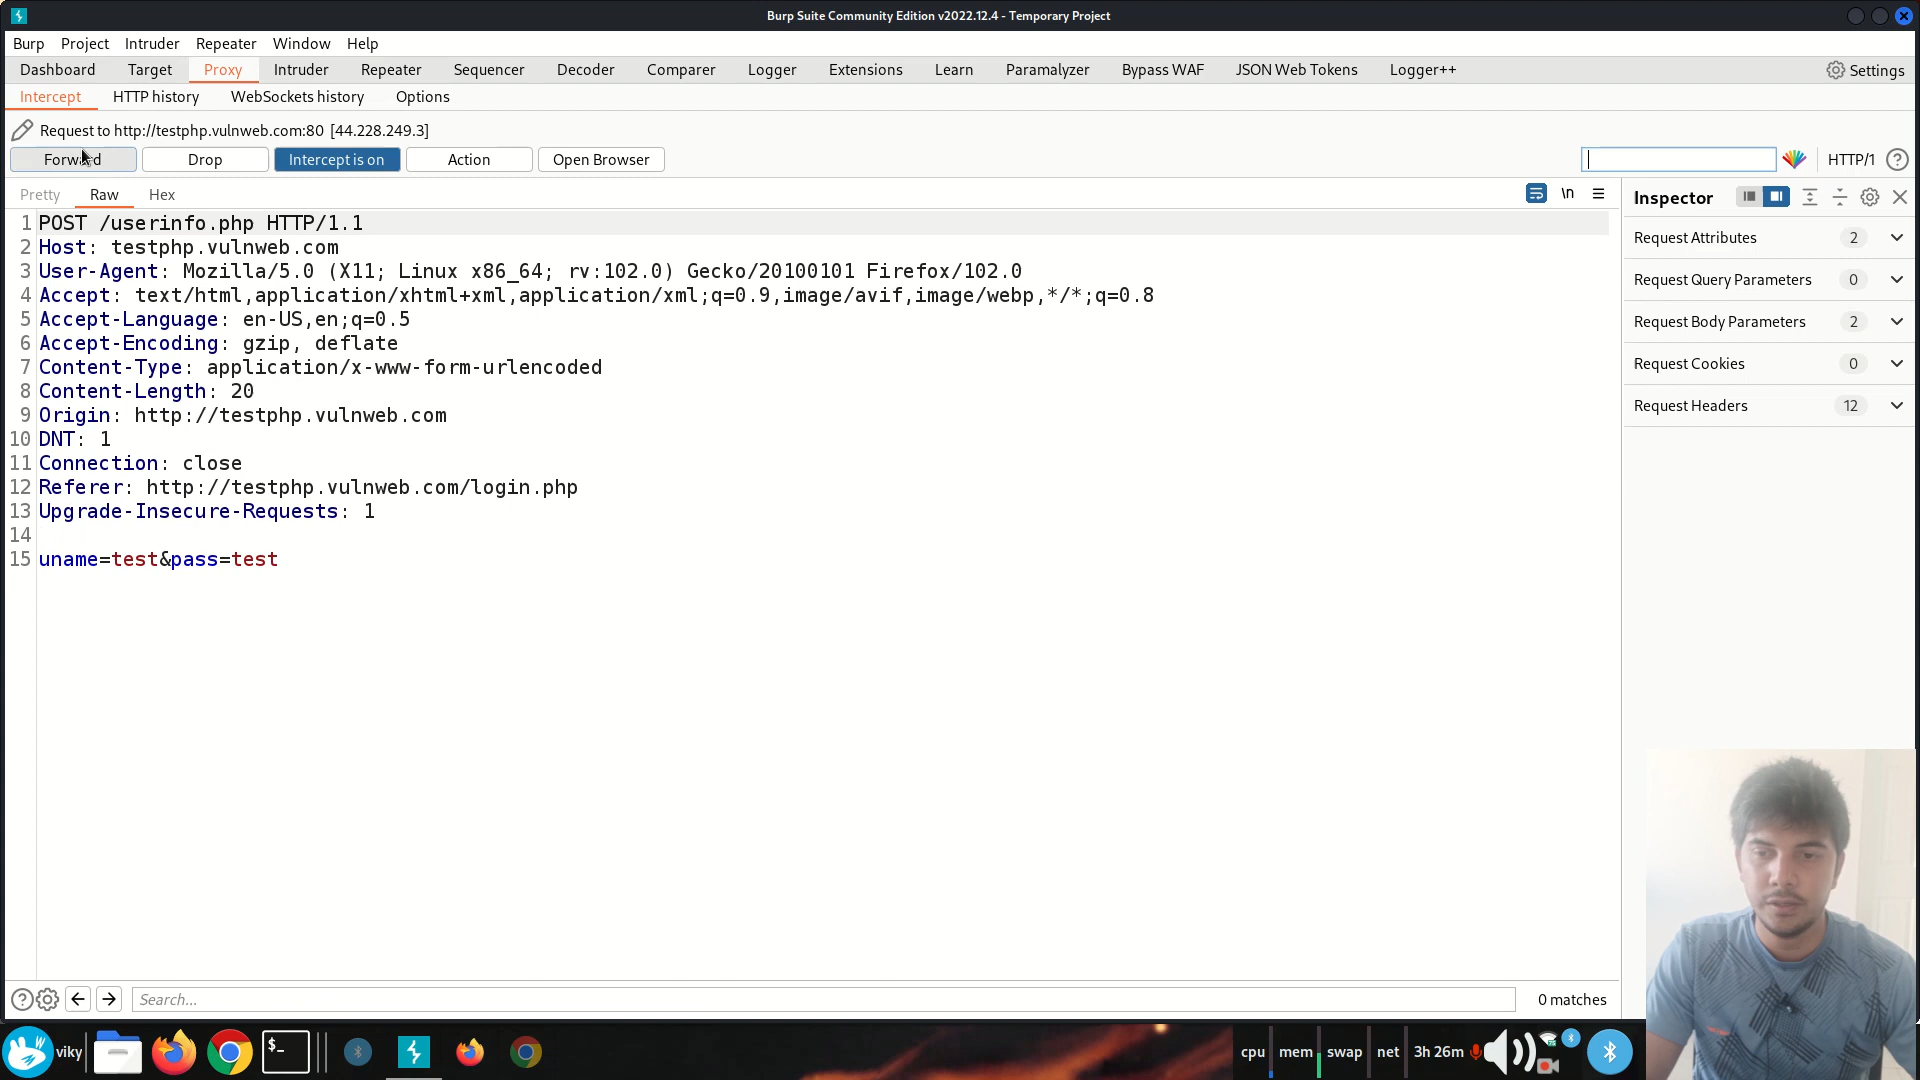 Burp Suite Community Edition v2022.12.4 - Temporary Project
Burp Project Intruder Repeater Window Help
Dashboard Target Proxy Intruder Repeater Sequencer Decoder Comparer Logger Extensions Learn Paramalyzer Bypass WAF JSON Web Tokens Logger++ Settings
Intercept HTTP history WebSockets history Options
Request to http://testphp.vulnweb.com:80 [44.228.249.3]
Forward Drop Intercept is on Action Open Browser HTTP/1 ?
Pretty Raw Hex \n
Inspector
1 POST /userinfo.php HTTP/1.1
2 Host: testphp.vulnweb.com
3 User-Agent: Mozilla/5.0 (X11; Linux x86_64; rv:102.0) Gecko/20100101 Firefox/102.0
4 Accept: text/html,application/xhtml+xml,application/xml;q=0.9,image/avif,image/webp,*/*;q=0.8
5 Accept-Language: en-US,en;q=0.5
6 Accept-Encoding: gzip, deflate
7 Content-Type: application/x-www-form-urlencoded
8 Content-Length: 20
9 Origin: http://testphp.vulnweb.com
10 DNT: 1
11 Connection: close
12 Referer: http://testphp.vulnweb.com/login.php
13 Upgrade-Insecure-Requests: 1
14
15 uname=test&pass=test
Request Attributes 2
Request Query Parameters 0
Request Body Parameters 2
Request Cookies 0
Request Headers 12
? Search... 0 matches
viky $_ cpu mem swap net 3h 26m